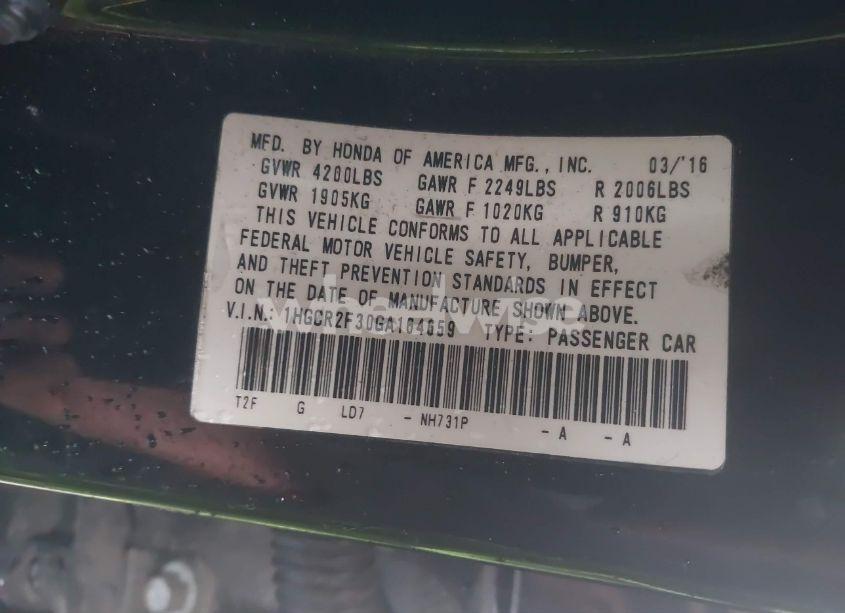 MFD. BY HONDA OF AMERICA MFG., INC. 03/'16
GVWR 4200LBS GAWR F 2249LBS R 2006LBS
GVWR 1905KG GAWR F 1020KG R 910KG
THIS VEHICLE CONFORMS TO ALL APPLICABLE
FEDERAL MOTOR VEHICLE SAFETY, BUMPER,
AND THEFT PREVENTION STANDARDS IN EFFECT
ON THE DATE OF MANUFACTURE SHOWN ABOVE.
V.I.N.: 1HGCR2F30GA164659 TYPE: PASSENGER CAR
T2F G LD7 - NH731P - A - A